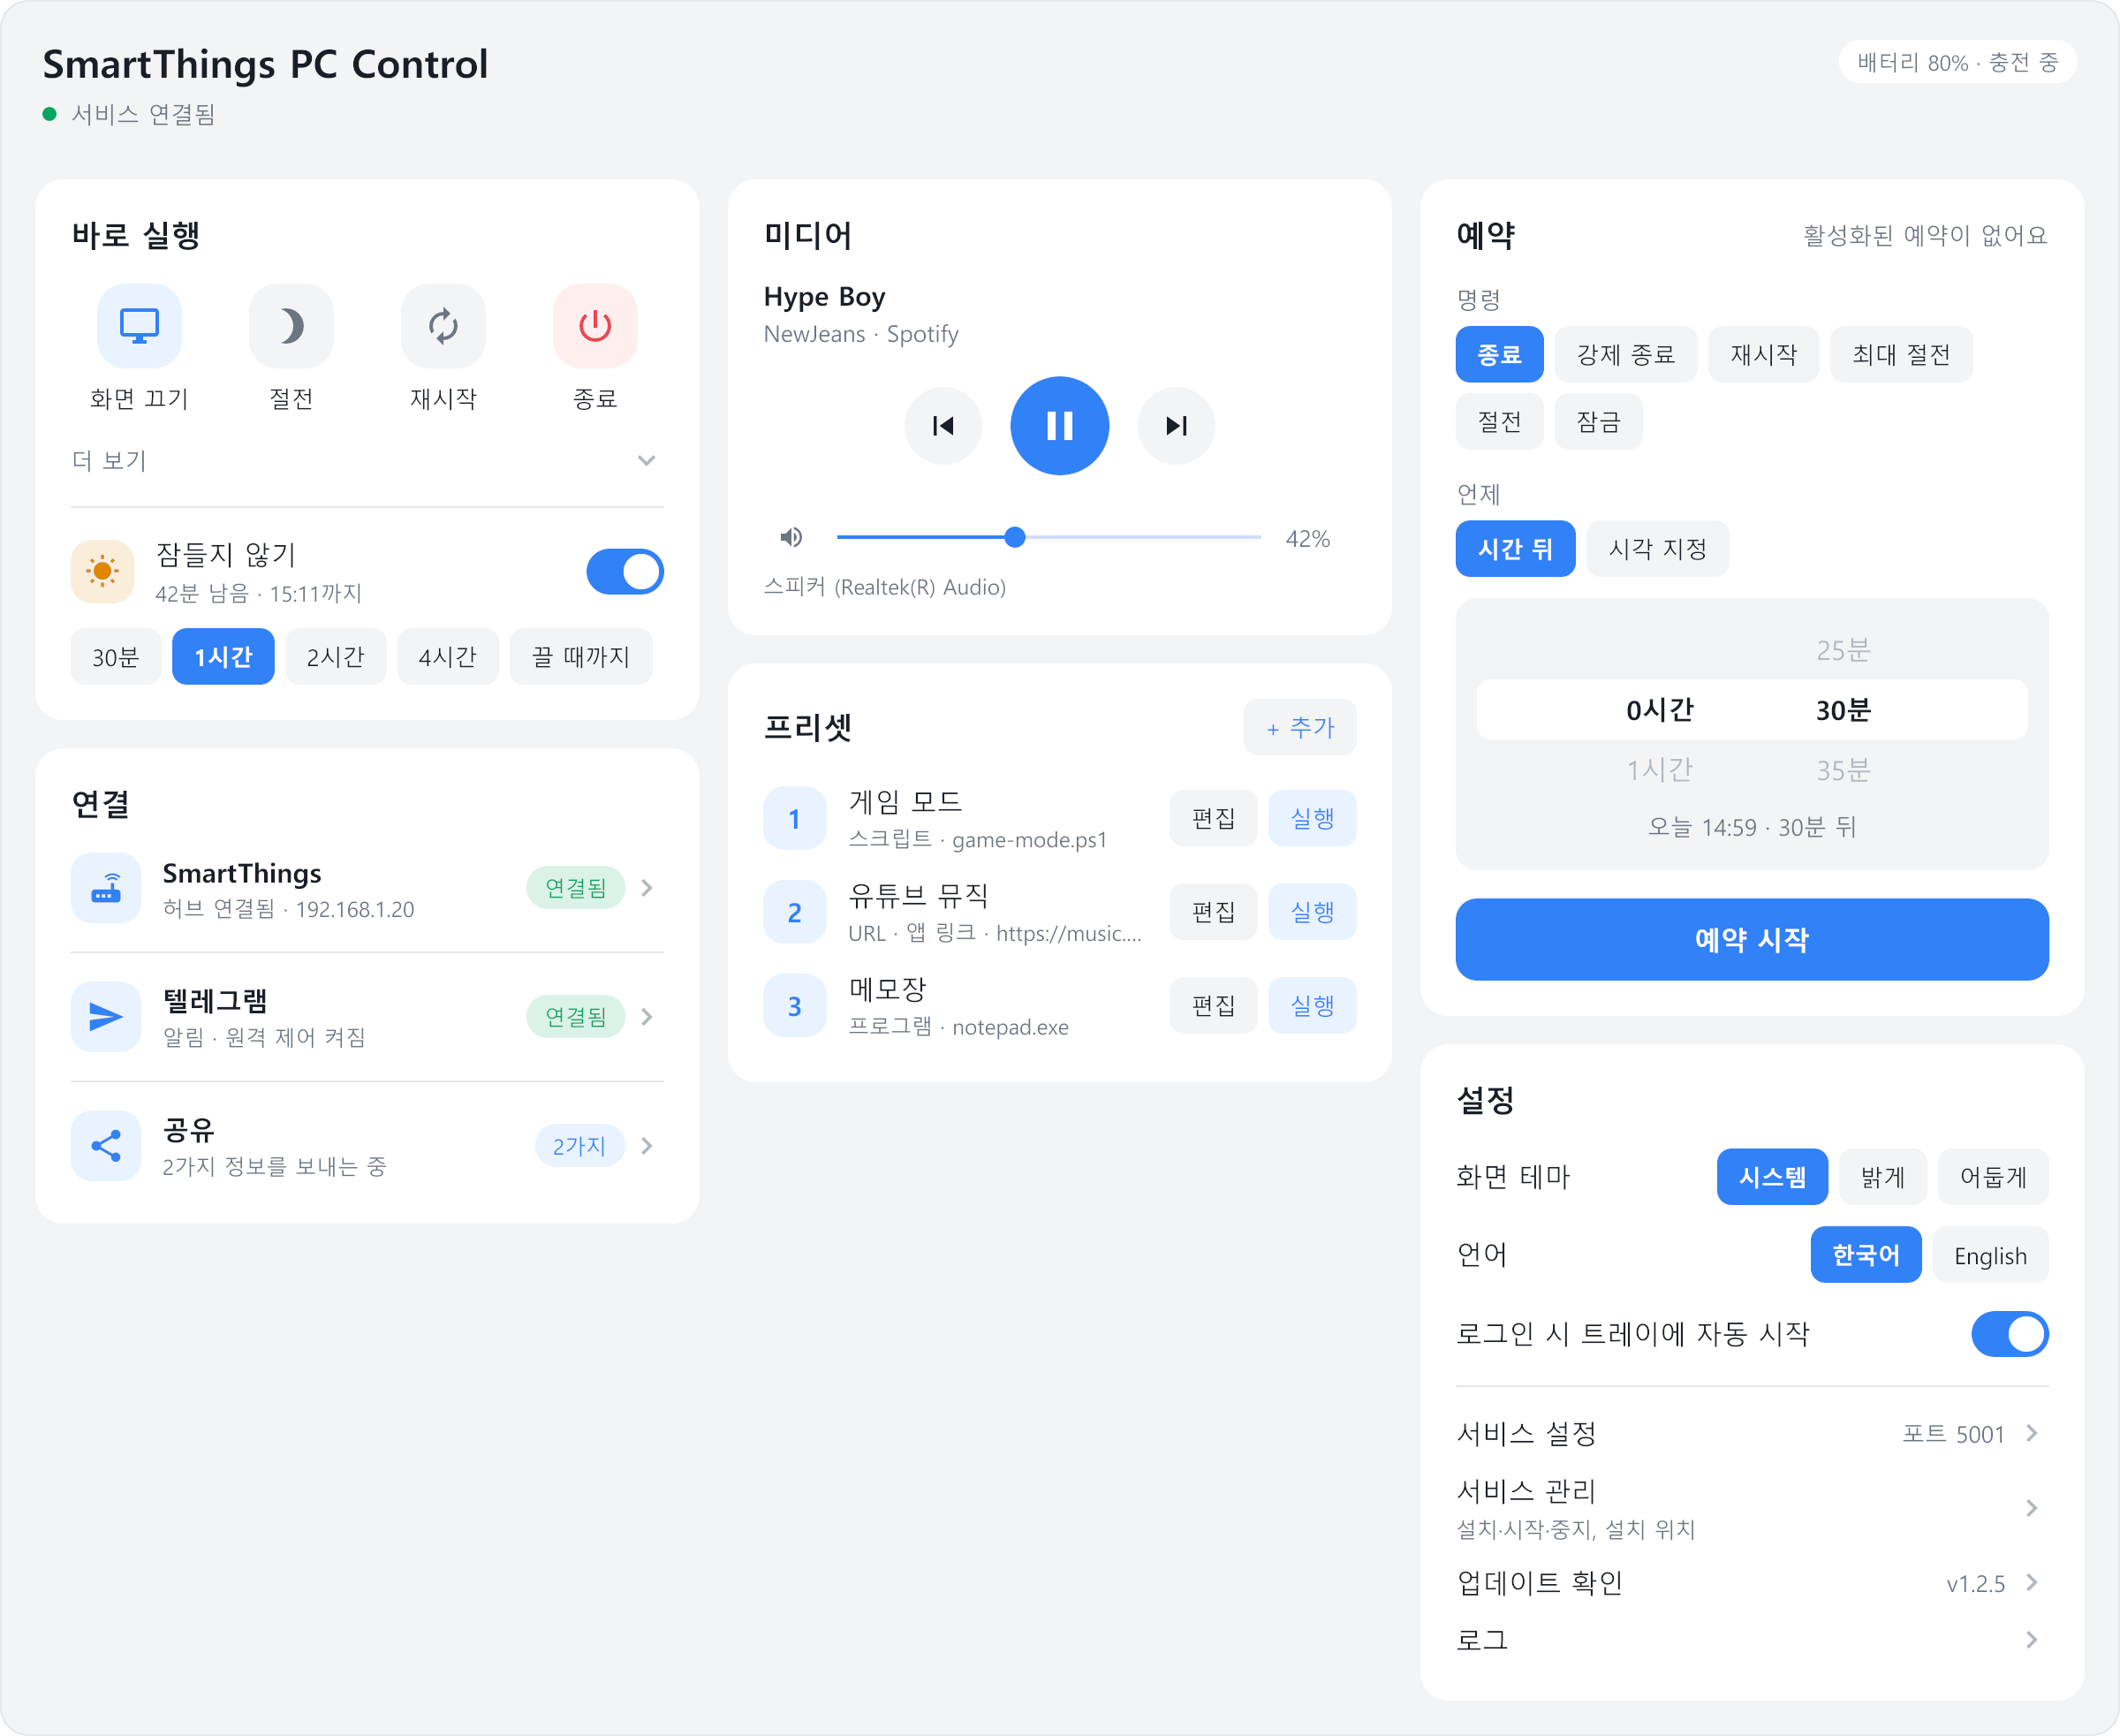 SmartThings PC Control
서비스 연결됨
배터리 80% · 충전 중
바로 실행
화면 끄기
절전
재시작
종료
더 보기
잠들지 않기
42분 남음 · 15:11까지
30분
1시간
2시간
4시간
끌 때까지
연결
SmartThings
허브 연결됨 · 192.168.1.20
연결됨
텔레그램
알림 · 원격 제어 켜짐
연결됨
공유
2가지 정보를 보내는 중
2가지
미디어
Hype Boy
NewJeans · Spotify
42%
스피커 (Realtek(R) Audio)
프리셋
+ 추가
1
게임 모드
스크립트 · game-mode.ps1
편집
실행
2
유튜브 뮤직
URL · 앱 링크 · https://music....
편집
실행
3
메모장
프로그램 · notepad.exe
편집
실행
예약
활성화된 예약이 없어요
명령
종료
강제 종료
재시작
최대 절전
절전
잠금
언제
시간 뒤
시각 지정
25분
0시간
30분
1시간
35분
오늘 14:59 · 30분 뒤
예약 시작
설정
화면 테마
시스템
밝게
어둡게
언어
한국어
English
로그인 시 트레이에 자동 시작
서비스 설정
포트 5001
서비스 관리
설치·시작·중지, 설치 위치
업데이트 확인
v1.2.5
로그